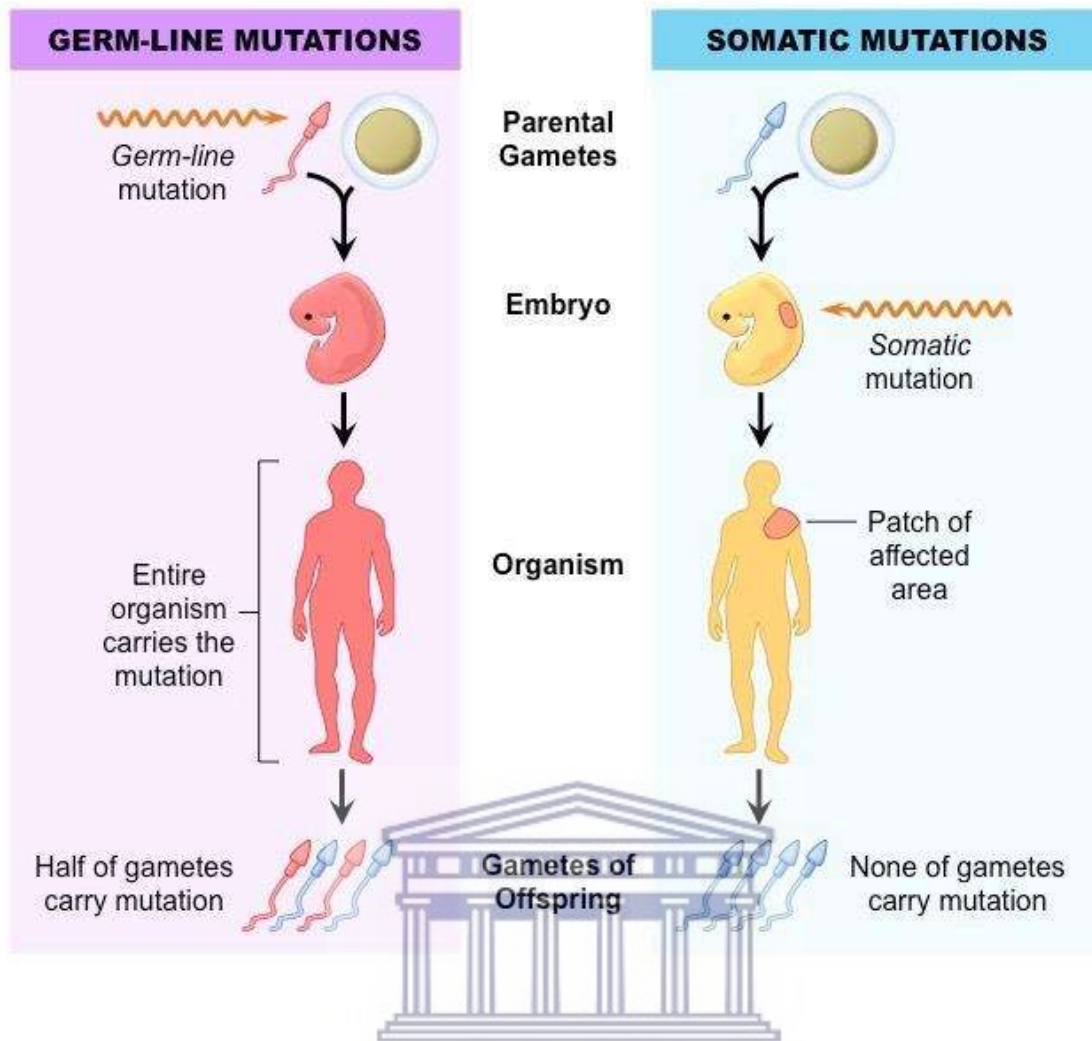 GERM-LINE MUTATIONS
SOMATIC MUTATIONS
Germ-line
mutation
Parental
Gametes
Embryo
Somatic
mutation
Entire
organism
carries the
mutation
Organism
Patch of
affected
area
Half of gametes
carry mutation
Gametes of
Offspring
None of gametes
carry mutation